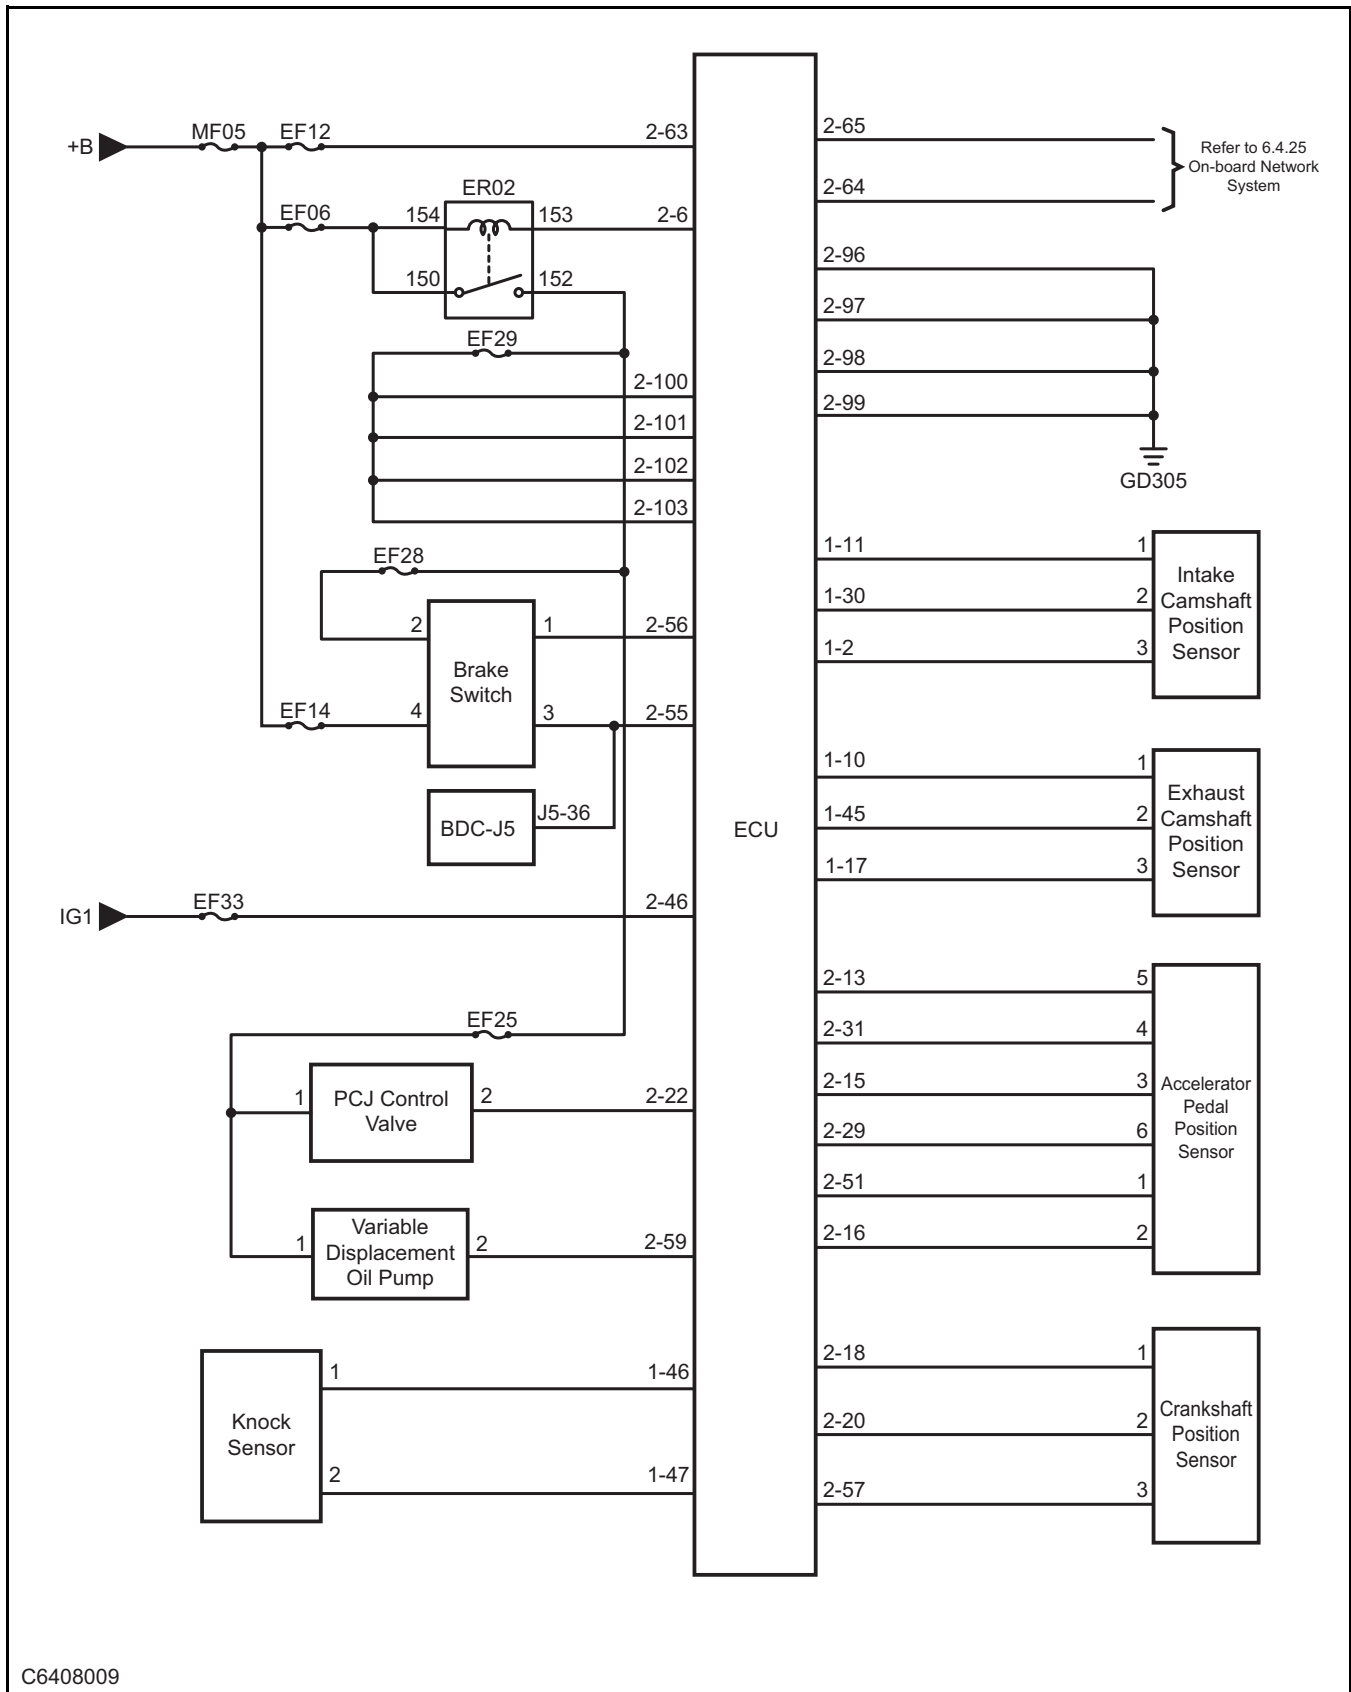 +B
MF05
EF12
2-63
2-65
Refer to 6.4.25
On-board Network
System
2-64
EF06
154
ER02
153
2-6
150
152
2-96
2-97
2-98
2-99
GD305
EF29
2-100
2-101
2-102
2-103
EF28
2
1
2-56
Brake
Switch
EF14
4
3
2-55
BDC-J5
J5-36
ECU
IG1
EF33
2-46
EF25
1
PCJ Control
Valve
2
2-22
1
Variable
Displacement
Oil Pump
2
2-59
Knock
Sensor
1
1-46
2
1-47
1-11
1
1-30
2
1-2
3
Intake
Camshaft
Position
Sensor
1-10
1
1-45
2
1-17
3
Exhaust
Camshaft
Position
Sensor
2-13
5
2-31
4
2-15
3
2-29
6
2-51
1
2-16
2
Accelerator
Pedal
Position
Sensor
2-18
1
2-20
2
2-57
3
Crankshaft
Position
Sensor
C6408009